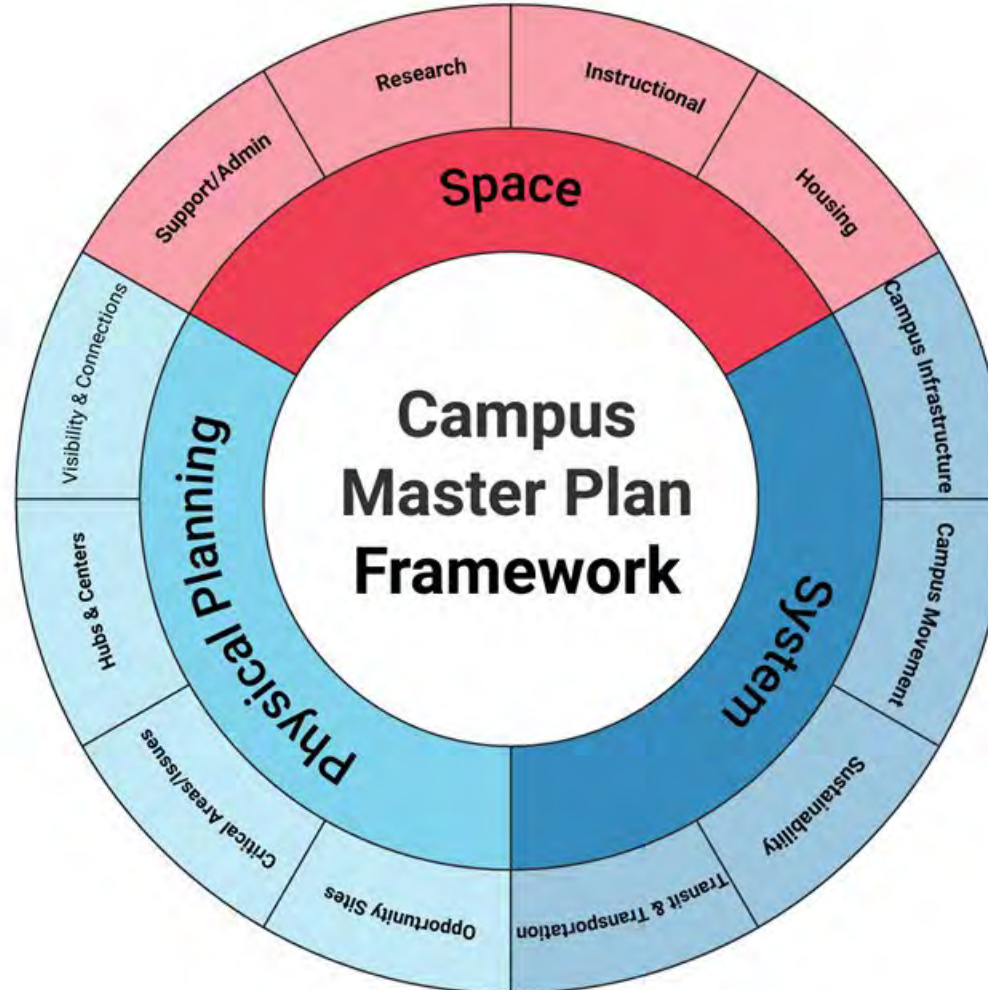 Campus
Master Plan
Framework
Space
Support/Admin
Research
Instructional
Housing
System
Campus Infrastructure
Campus Movement
Sustainability
Transit & Transportation
Physical Planning
Opportunity Sites
Critical Areas/Issues
Hubs & Centers
Visibility & Connections